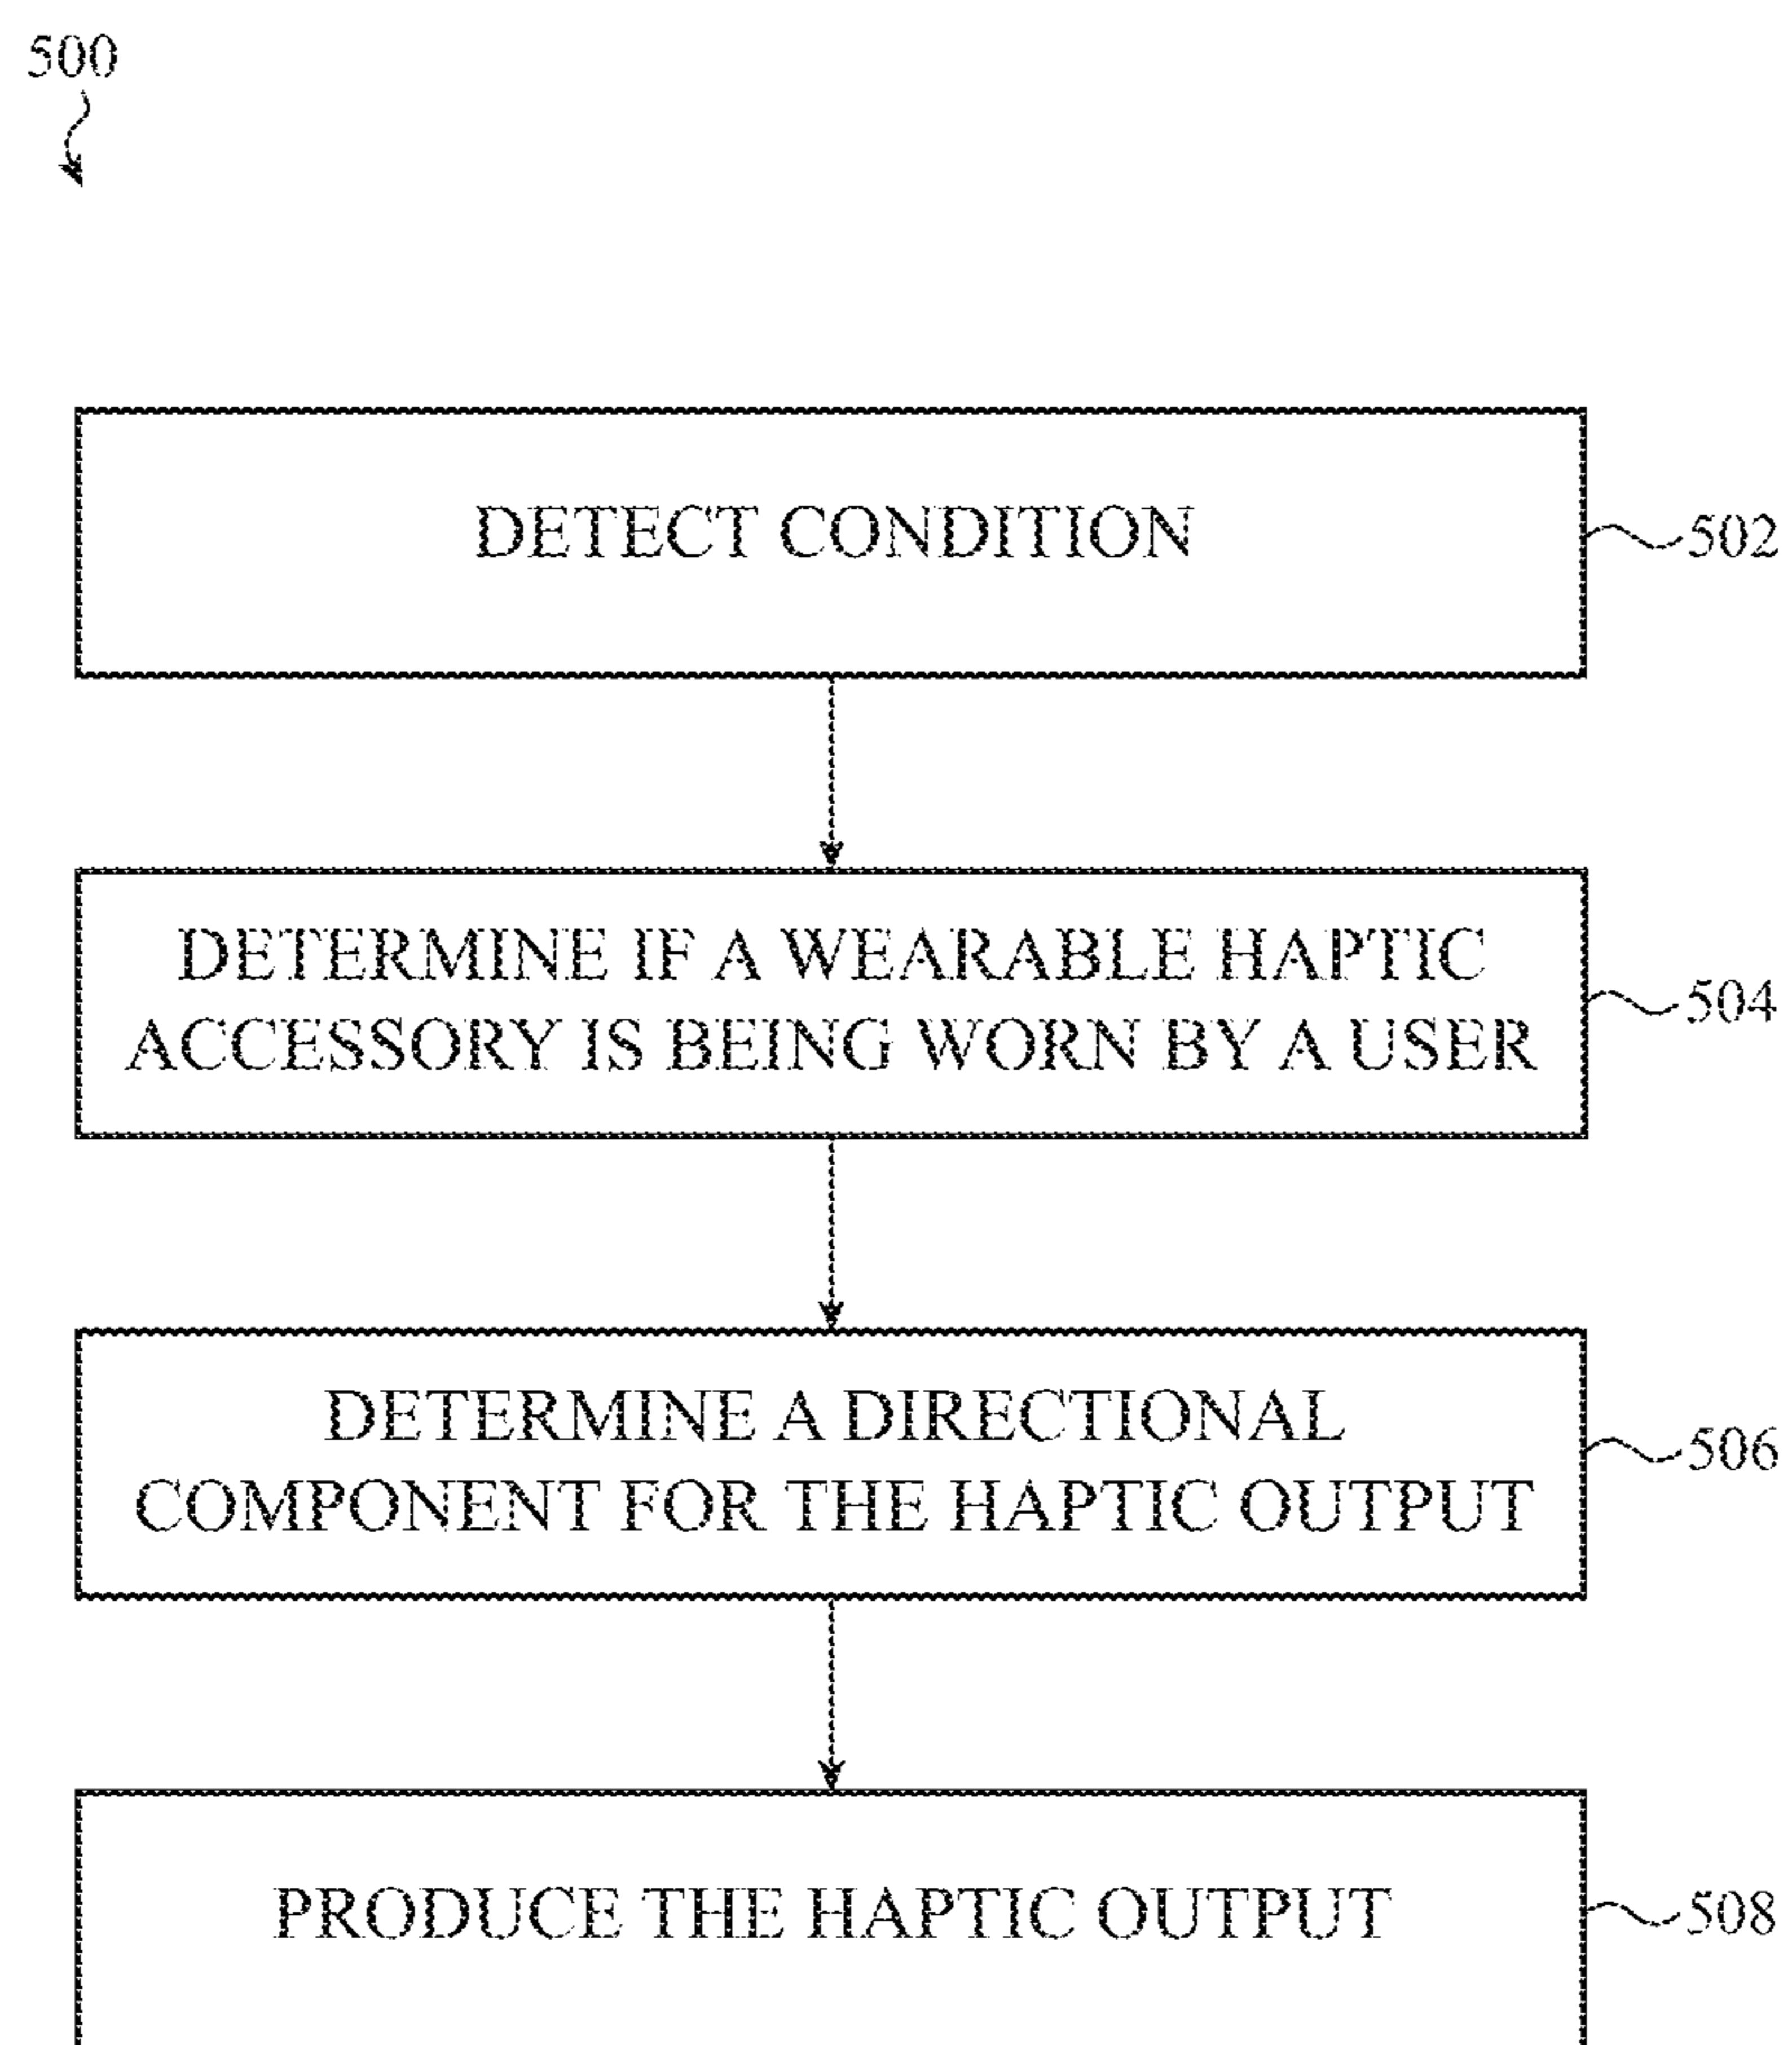 500
DETECT CONDITION
502
DETERMINE IF A WEARABLE HAPTIC
ACCESSORY IS BEING WORN BY A USER
504
DETERMINE A DIRECTIONAL
COMPONENT FOR THE HAPTIC OUTPUT
506
PRODUCE THE HAPTIC OUTPUT
508